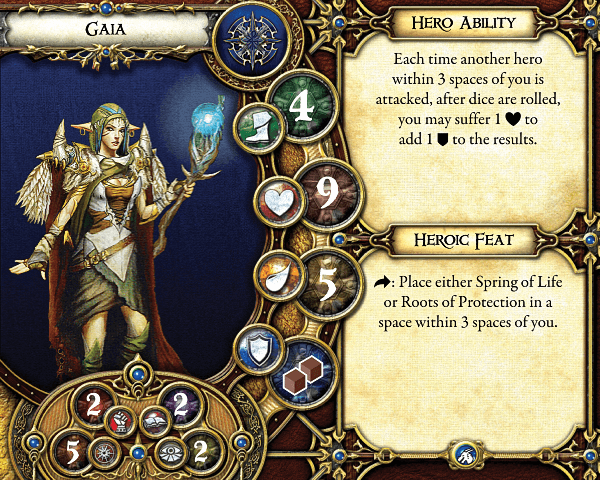 Gaia
4
9
5
2
2
5
2
Hero Ability
Each time another hero
within 3 spaces of you is
attacked, after dice are rolled,
you may suffer 1 ♥ to
add 1 to the results.
Heroic Feat
: Place either Spring of Life
or Roots of Protection in a
space within 3 spaces of you.